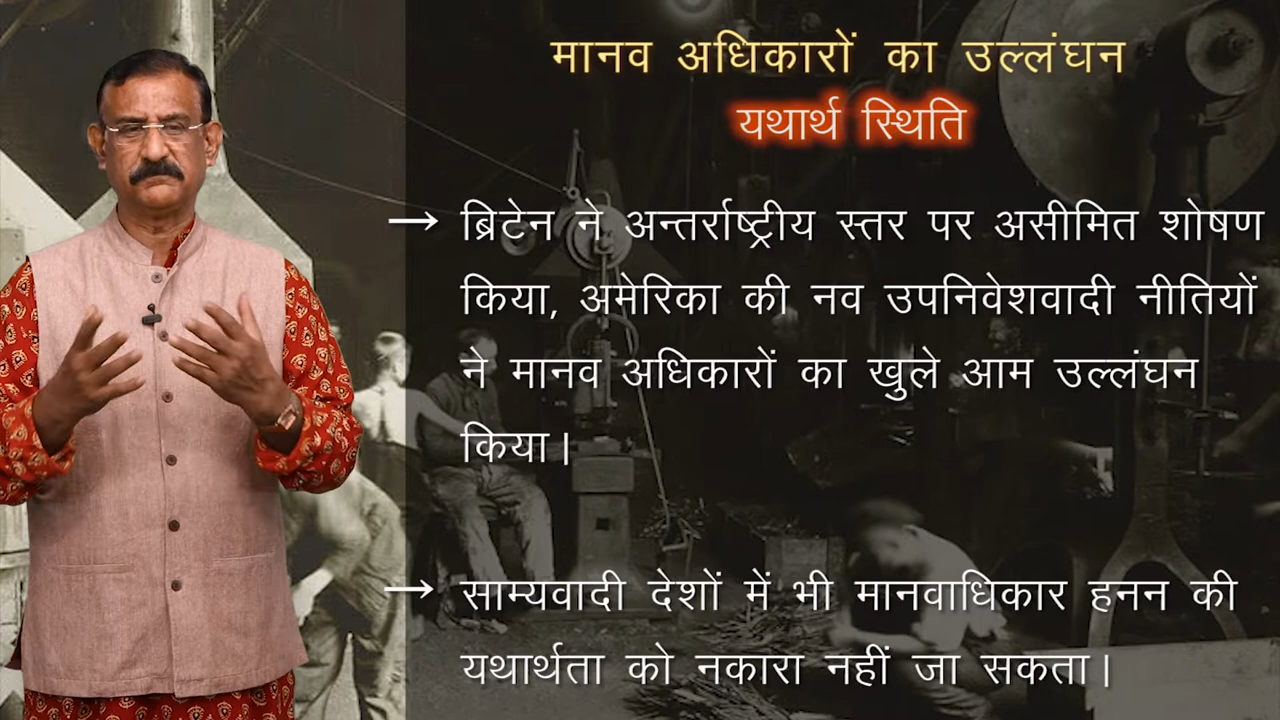 मानव अधिकारों का उल्लंघन
यथार्थ स्थिति
→ ब्रिटेन ने अन्तर्राष्ट्रीय स्तर पर असीमित शोषण
किया, अमेरिका की नव उपनिवेशवादी नीतियों
ने मानव अधिकारों का खुले आम उल्लंघन
किया।
→ साम्यवादी देशों में भी मानवाधिकार हनन की
यथार्थता को नकारा नहीं जा सकता।